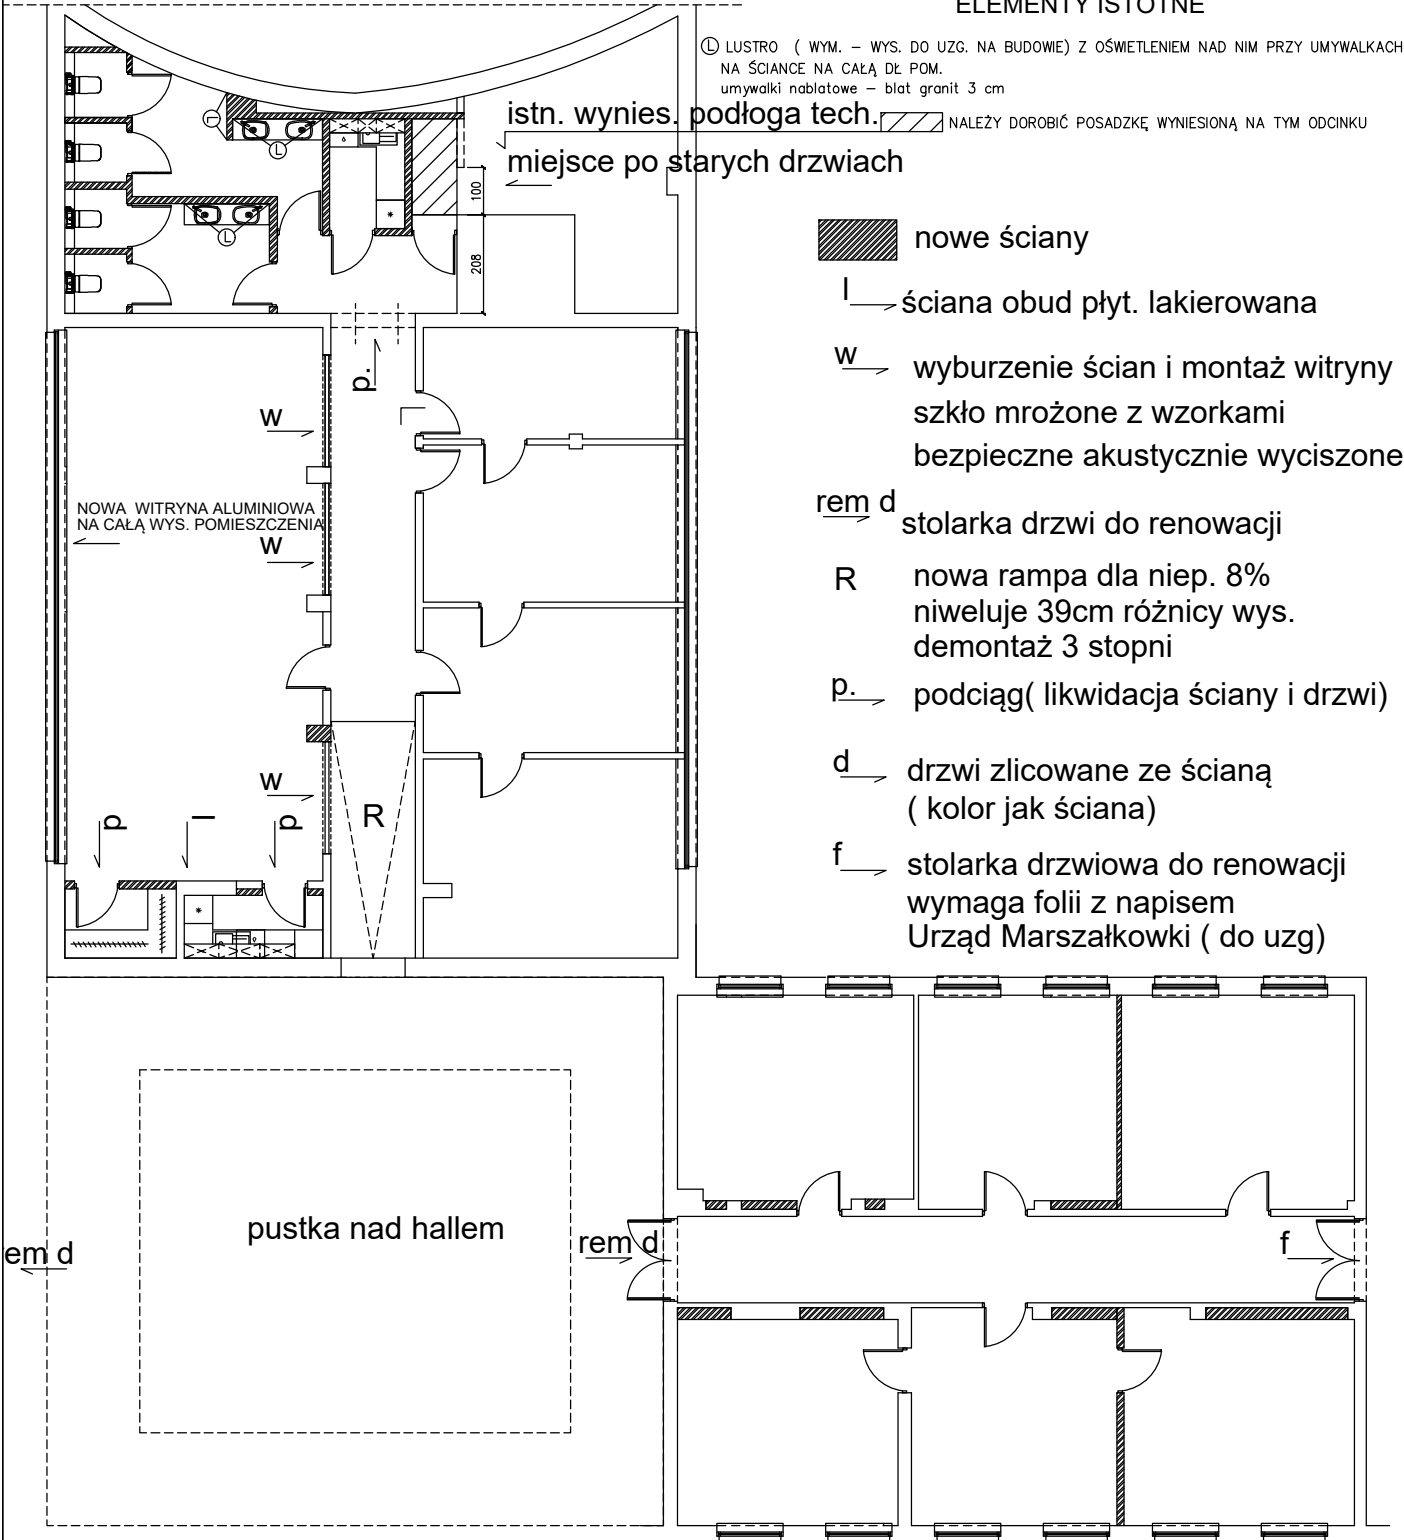 ELEMENTY ISTOTNE
Ⓛ LUSTRO ( WYM. – WYS. DO UZG. NA BUDOWIE) Z OŚWIETLENIEM NAD NIM PRZY UMYWALKACH
NA ŚCIANCE NA CAŁĄ DŁ POM.
umywalki nablatowe – blat granit 3 cm
istn. wynies. podłoga tech.
NALEŻY DOROBIĆ POSADZKĘ WYNIESIONĄ NA TYM ODCINKU
miejsce po starych drzwiach
L
L
L
100
208
nowe ściany
l ściana obud płyt. lakierowana
w wyburzenie ścian i montaż witryny
szkło mrożone z wzorkami
bezpieczne akustycznie wyciszone
rem d stolarka drzwi do renowacji
R nowa rampa dla niep. 8%
niweluje 39cm różnicy wys.
demontaż 3 stopni
p. podciąg( likwidacja ściany i drzwi)
d drzwi zlicowane ze ścianą
( kolor jak ściana)
f stolarka drzwiowa do renowacji
wymaga folii z napisem
Urząd Marszałkowki ( do uzg)
p.
w
NOWA WITRYNA ALUMINIOWA
NA CAŁĄ WYS. POMIESZCZENIA
w
w
d
l
d
R
pustka nad hallem
em d
rem d
f